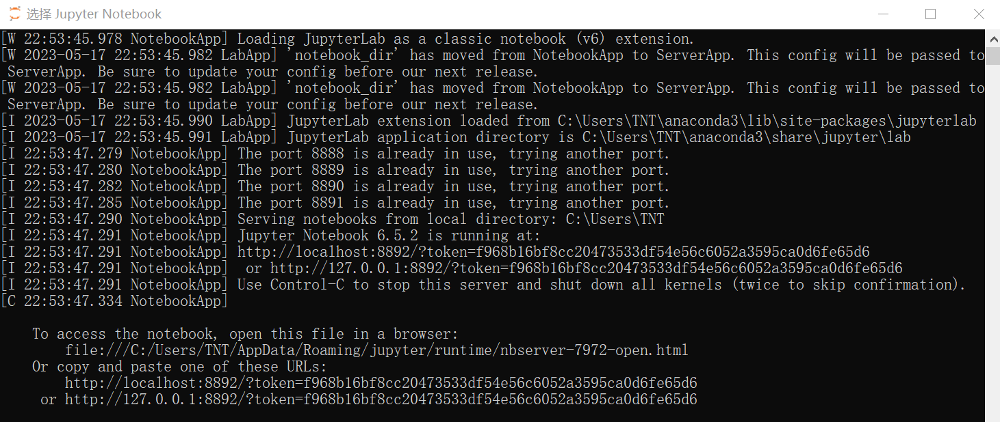 选择 Jupyter Notebook
[W 22:53:45.978 NotebookApp] Loading JupyterLab as a classic notebook (v6) extension.
[W 2023-05-17 22:53:45.982 LabApp] 'notebook_dir' has moved from NotebookApp to ServerApp. This config will be passed to
ServerApp. Be sure to update your config before our next release.
[W 2023-05-17 22:53:45.982 LabApp] 'notebook_dir' has moved from NotebookApp to ServerApp. This config will be passed to
ServerApp. Be sure to update your config before our next release.
[I 2023-05-17 22:53:45.990 LabApp] JupyterLab extension loaded from C:\Users\TNT\anaconda3\lib\site-packages\jupyterlab
[I 2023-05-17 22:53:45.991 LabApp] JupyterLab application directory is C:\Users\TNT\anaconda3\share\jupyter\lab
[I 22:53:47.279 NotebookApp] The port 8888 is already in use, trying another port.
[I 22:53:47.280 NotebookApp] The port 8889 is already in use, trying another port.
[I 22:53:47.282 NotebookApp] The port 8890 is already in use, trying another port.
[I 22:53:47.285 NotebookApp] The port 8891 is already in use, trying another port.
[I 22:53:47.290 NotebookApp] Serving notebooks from local directory: C:\Users\TNT
[I 22:53:47.291 NotebookApp] Jupyter Notebook 6.5.2 is running at:
[I 22:53:47.291 NotebookApp] http://localhost:8892/?token=f968b16bf8cc20473533df54e56c6052a3595ca0d6fe65d6
[I 22:53:47.291 NotebookApp]  or http://127.0.0.1:8892/?token=f968b16bf8cc20473533df54e56c6052a3595ca0d6fe65d6
[I 22:53:47.291 NotebookApp] Use Control-C to stop this server and shut down all kernels (twice to skip confirmation).
[C 22:53:47.334 NotebookApp]
To access the notebook, open this file in a browser:
file:///C:/Users/TNT/AppData/Roaming/jupyter/runtime/nbserver-7972-open.html
Or copy and paste one of these URLs:
http://localhost:8892/?token=f968b16bf8cc20473533df54e56c6052a3595ca0d6fe65d6
or http://127.0.0.1:8892/?token=f968b16bf8cc20473533df54e56c6052a3595ca0d6fe65d6